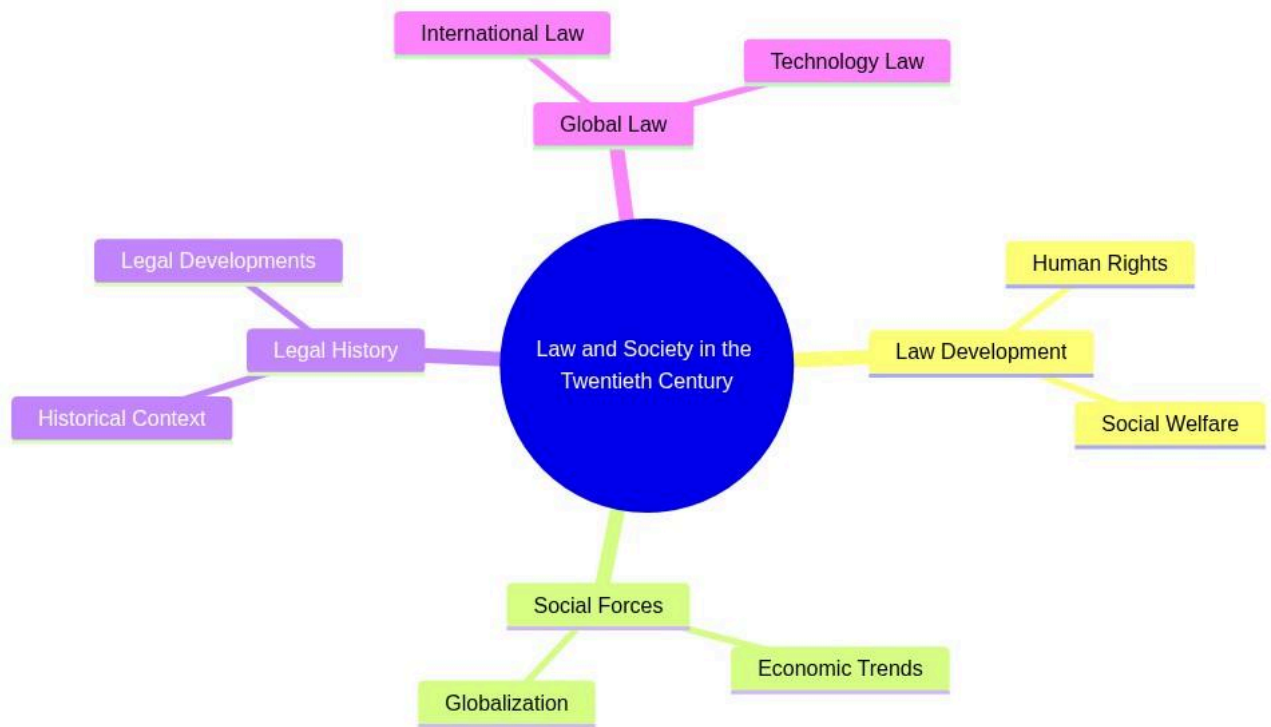 International Law
Technology Law
Global Law
Legal Developments
Human Rights
Legal History
Law and Society in the
Twentieth Century
Law Development
Historical Context
Social Welfare
Social Forces
Economic Trends
Globalization